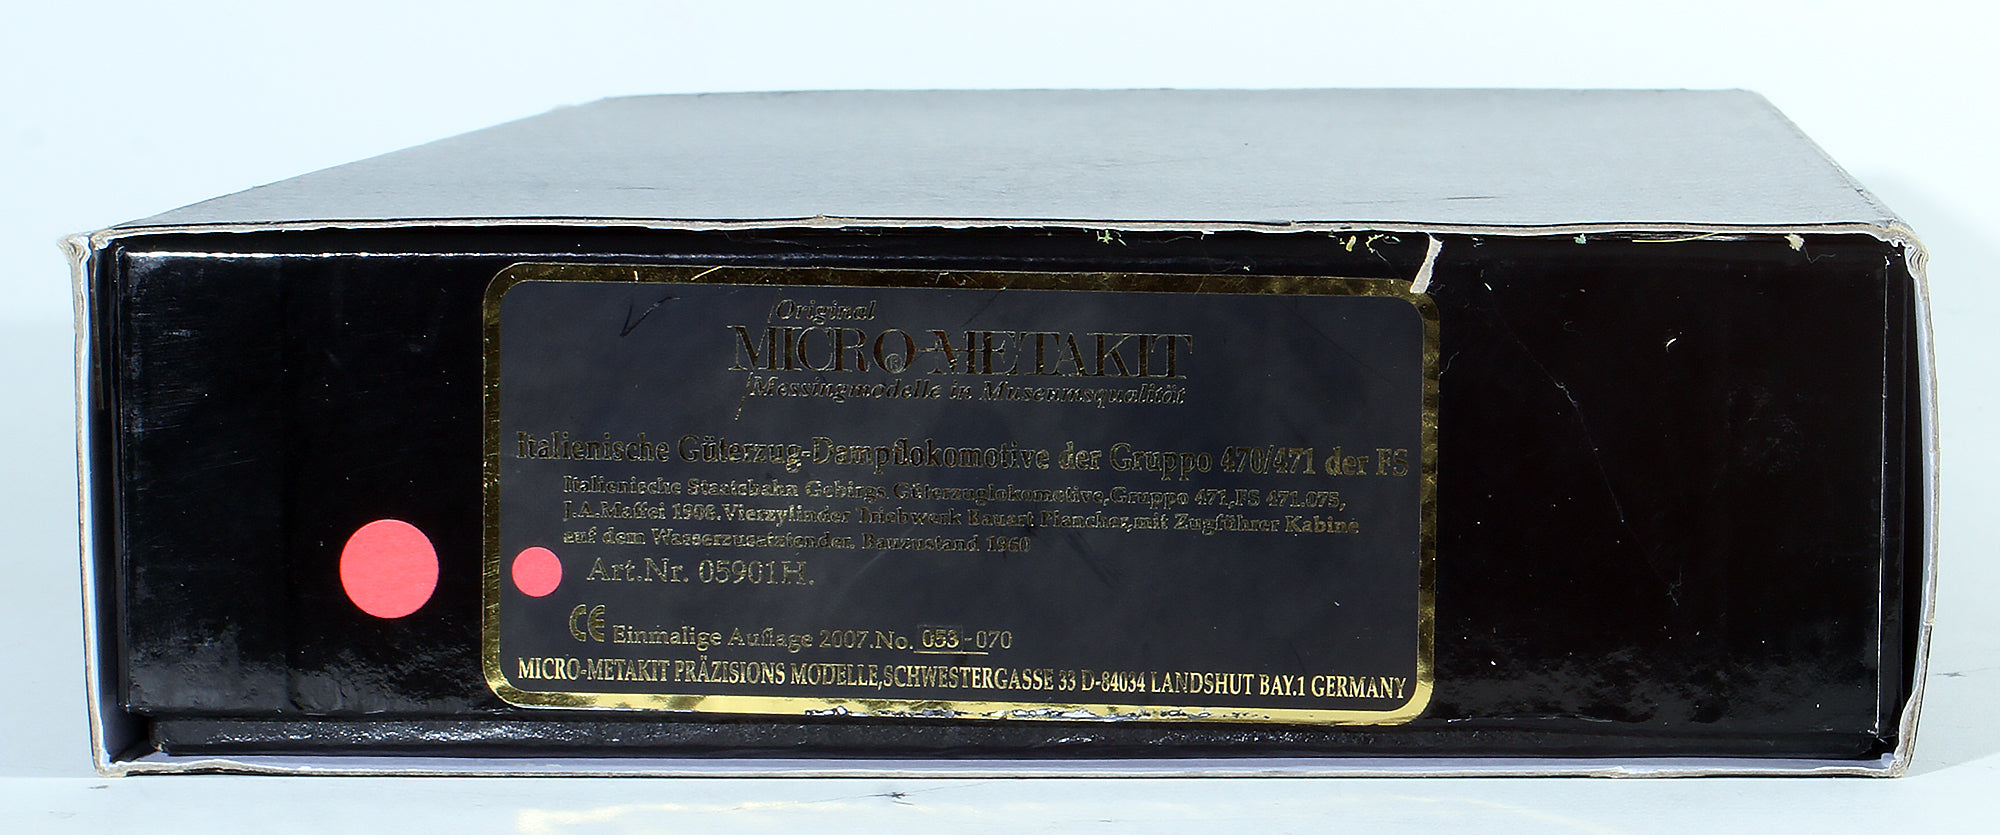 Original
MICRO-METAKIT
®
Messingmodelle in Museumsqualität
Italienische Güterzug-Dampflokomotive der Gruppo 470/471 der FS
Italienische Staatsbahn Gebirgs Güterzuglokomotive,Gruppo 471,FS 471.075,
J.A.Maffei 1908.Vierzylinder Triebwerk Bauart Plancher,mit Zugführer Kabine
auf dem Wasserzusatztender. Bauzustand 1960
Art.Nr. 05901H.
CE Einmalige Auflage 2007.No. 053-070
MICRO-METAKIT PRÄZISIONS MODELLE,SCHWESTERGASSE 33 D-84034 LANDSHUT BAY.1 GERMANY